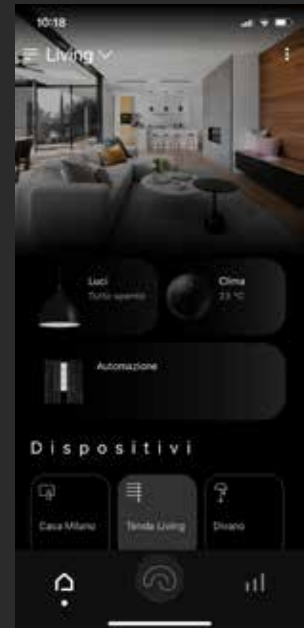 10:18
Living
Luci
Tutto spento
Clima
23 °C
Automazione
Dispositivi
Casa Milano
Tenda Living
Divano